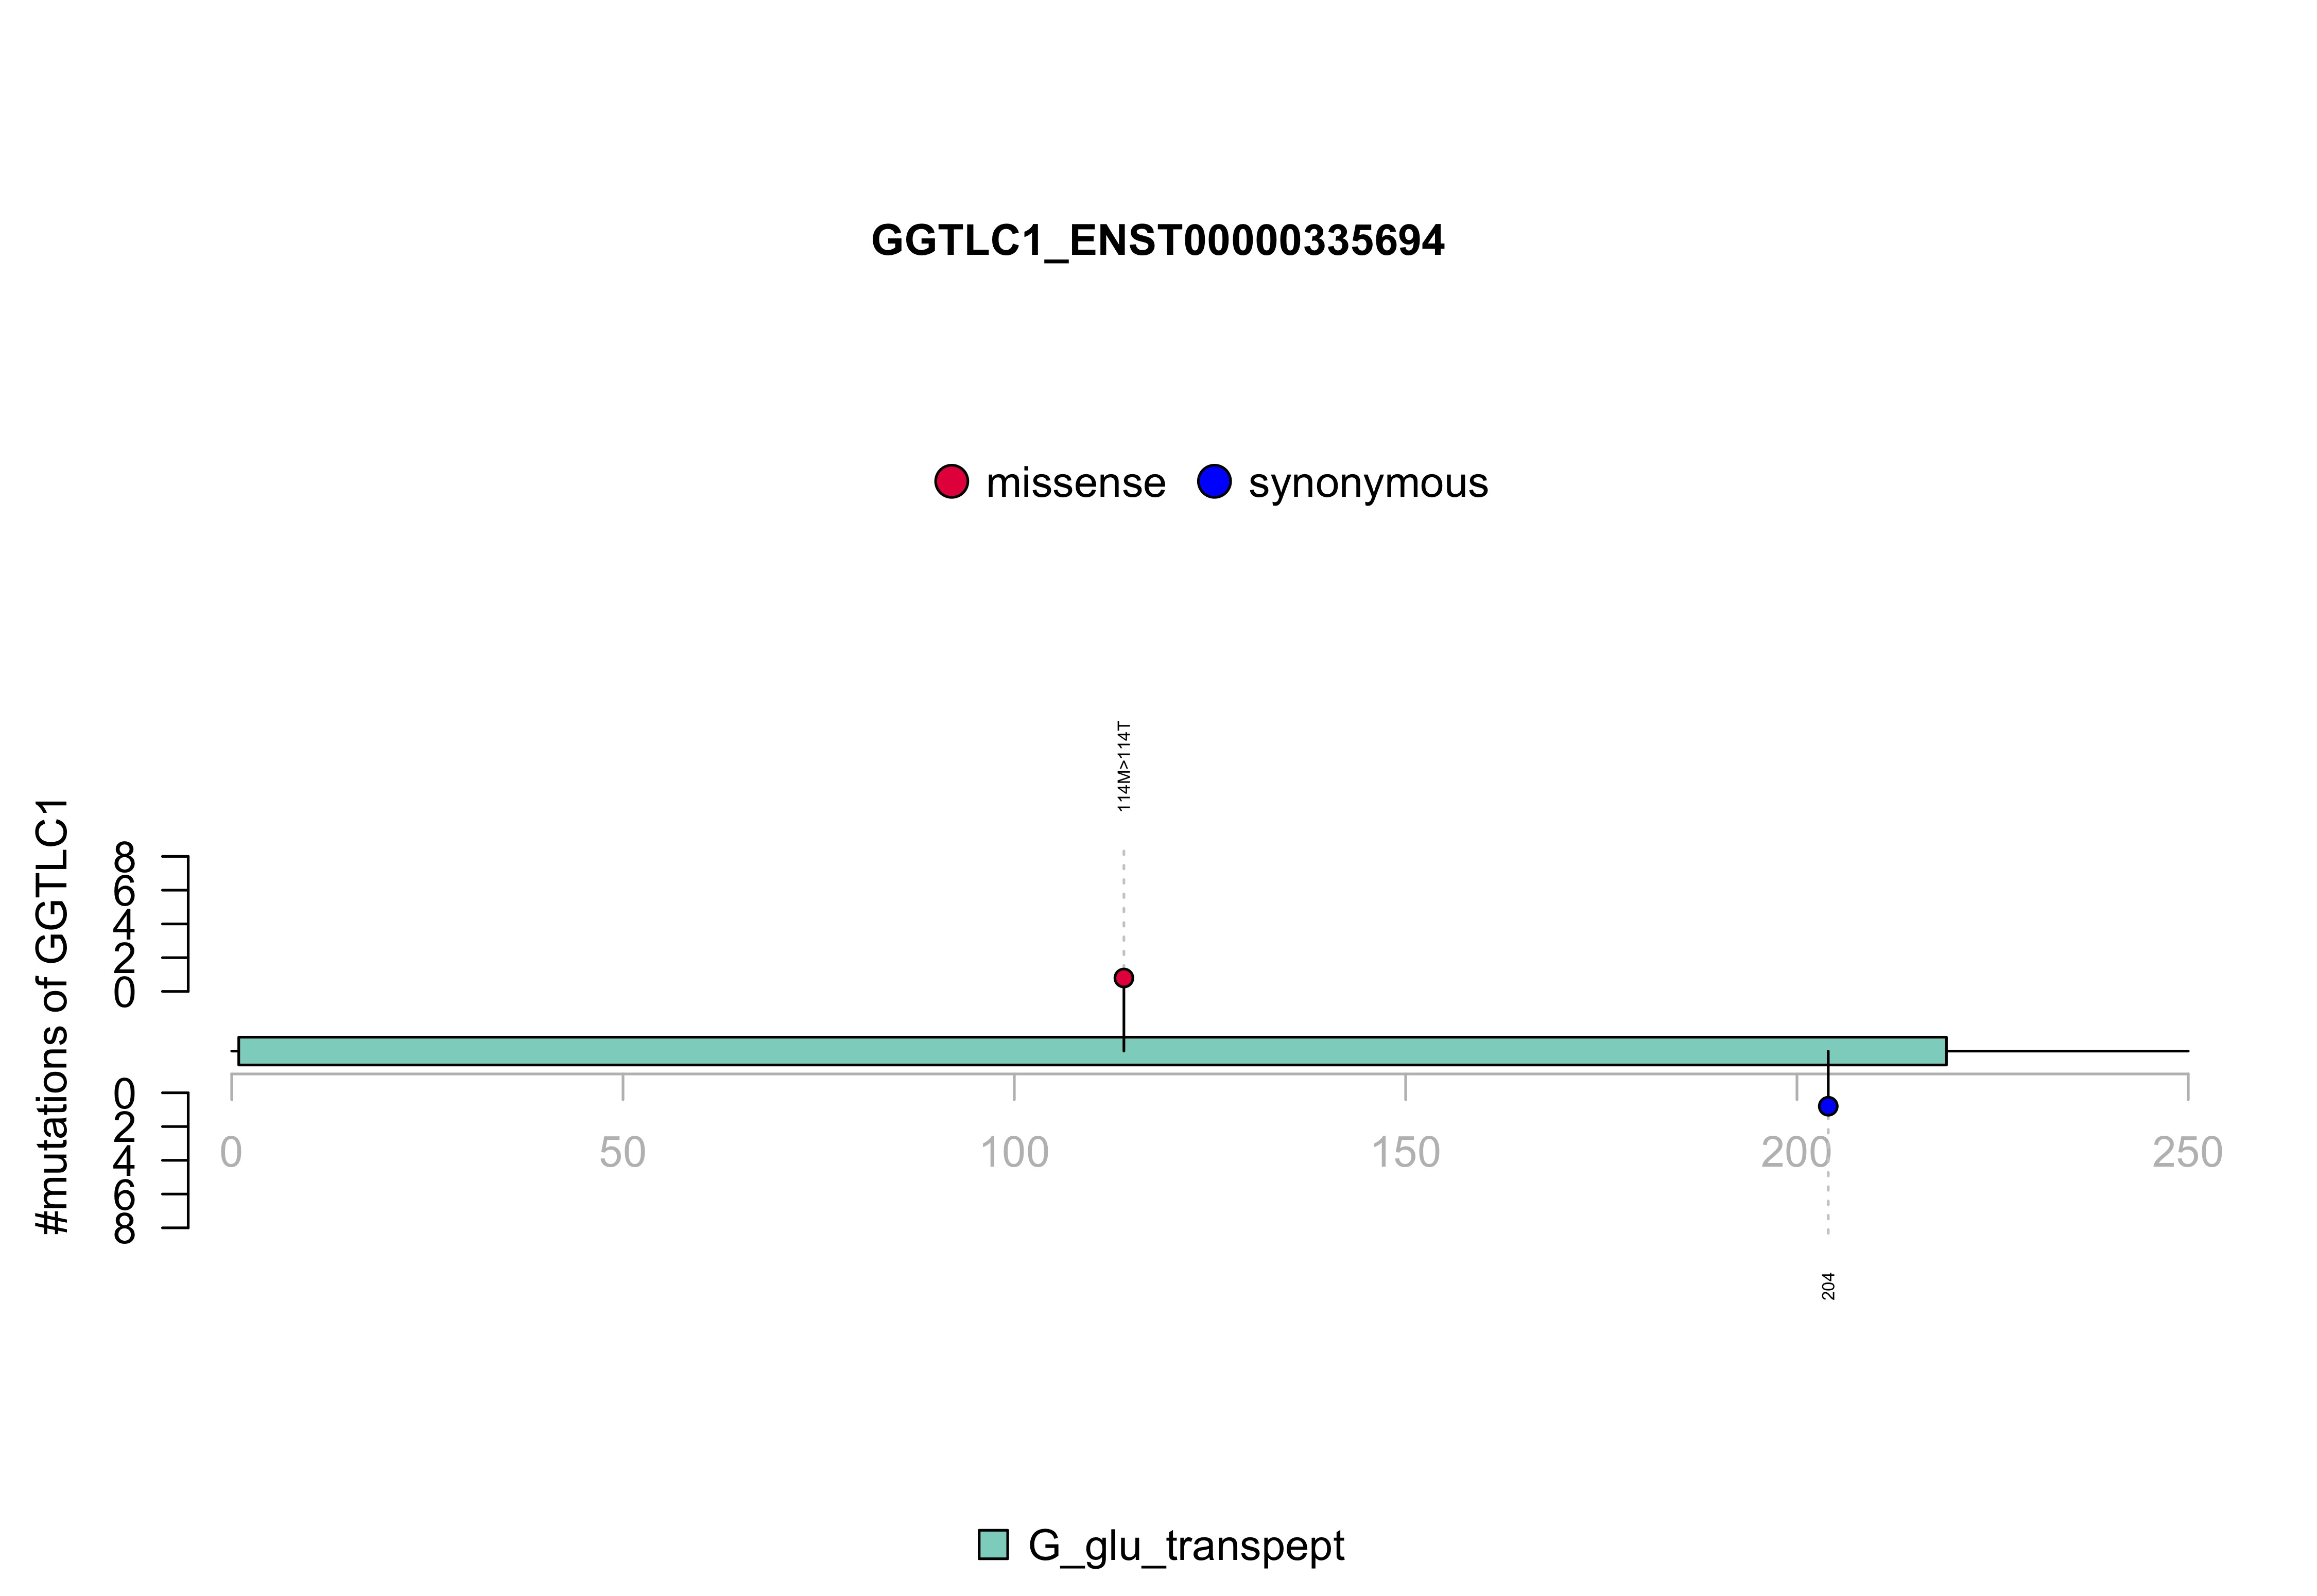 GGTLC1_ENST00000335694
missense synonymous
114M>114T
#mutations of GGTLC1
8
6
4
2
0
0
2
4
6
8
0 50 100 150 200 250
204
G_glu_transpept